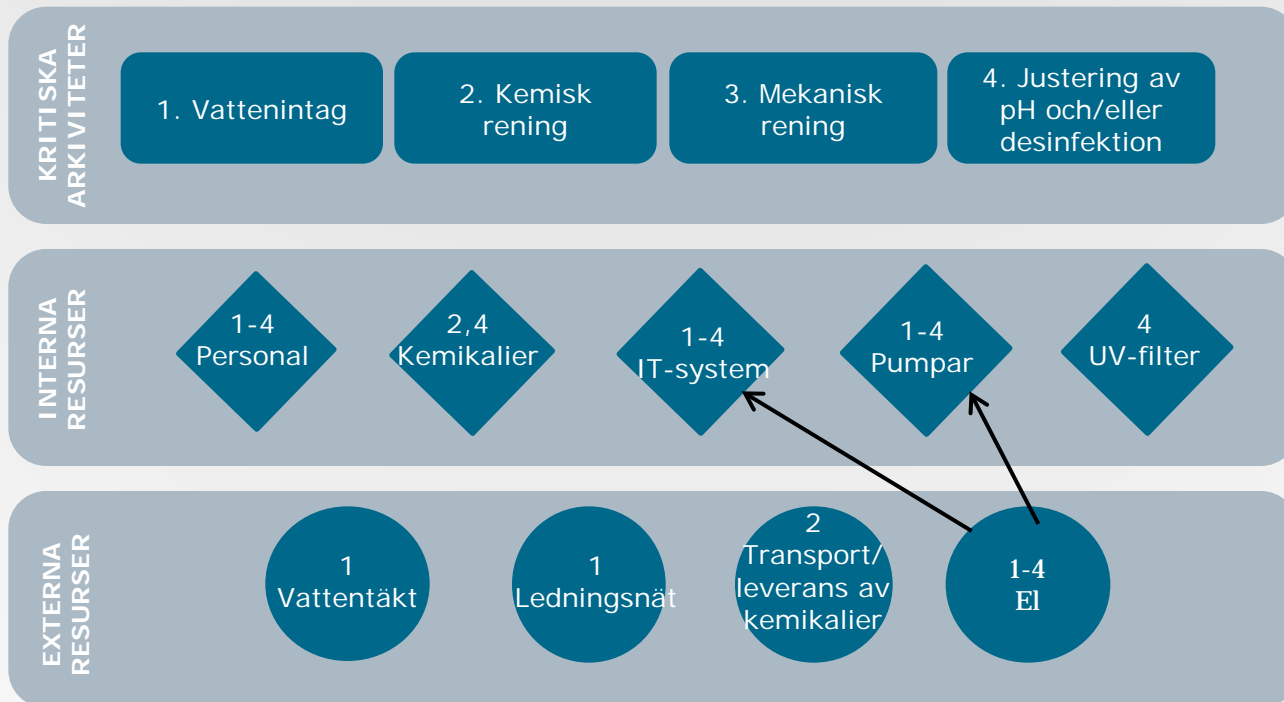 KRITISKA
ARKIVITETER
1. Vattenintag
2. Kemisk
rening
3. Mekanisk
rening
4. Justering av
pH och/eller
desinfektion
INTERNA
RESURSER
1-4
Personal
2,4
Kemikalier
1-4
IT-system
1-4
Pumpar
4
UV-filter
EXTERNA
RESURSER
1
Vattentäkt
1
Ledningsnät
2
Transport/
leverans av
kemikalier
1-4
El